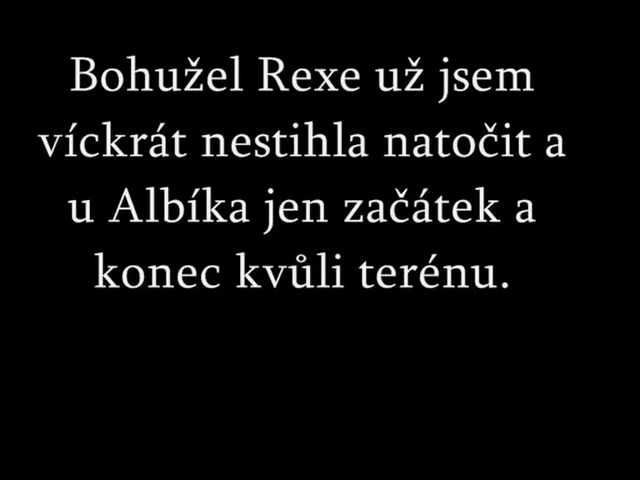 Bohužel Rexe už jsem
víckrát nestihla natočit a
u Albíka jen začátek a
konec kvůli terénu.